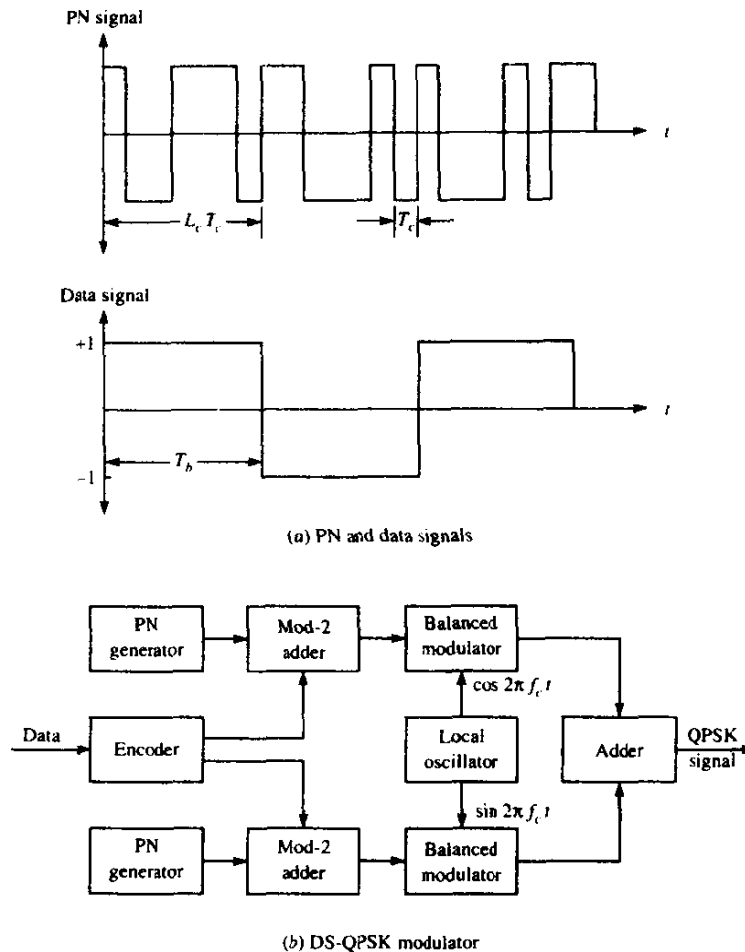 PN signal
t
L_c T_c
T_c
Data signal
+1
t
T_b
−1
(a) PN and data signals
PN
generator
Mod-2
adder
Balanced
modulator
cos 2π f_c t
Data
Encoder
Local
oscillator
Adder
QPSK
signal
sin 2π f_c t
PN
generator
Mod-2
adder
Balanced
modulator
(b) DS-QPSK modulator